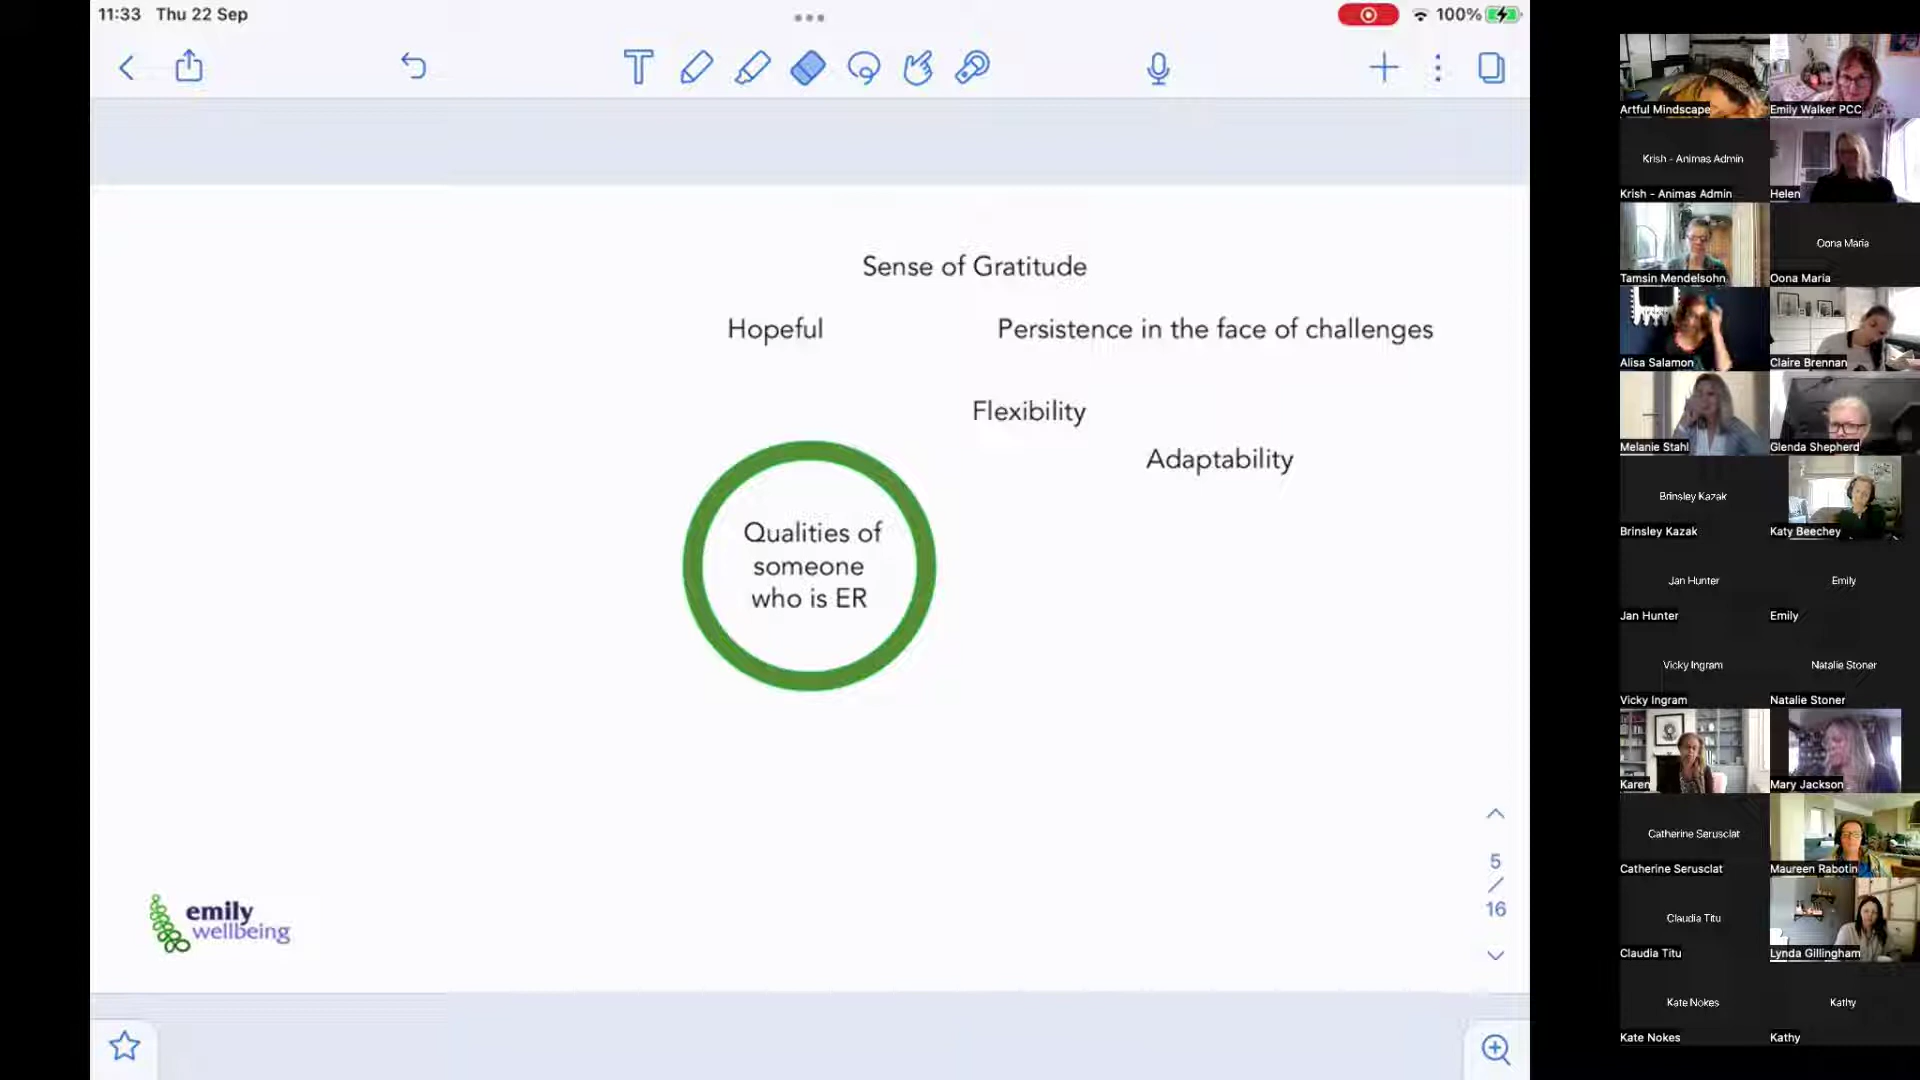 11:33 Thu 22 Sep
100%
Sense of Gratitude
Hopeful
Persistence in the face of challenges
Flexibility
Adaptability
Qualities of
someone
who is ER
emily
wellbeing
5
16
Artful Mindscape
Emily Walker PCC
Krish - Animas Admin
Krish - Animas Admin
Helen
Oona Maria
Tamsin Mendelsohn
Oona Maria
Alisa Salamon
Claire Brennan
Melanie Stahl
Glenda Shepherd
Brinsley Kazak
Brinsley Kazak
Katy Beechey
Jan Hunter
Emily
Jan Hunter
Emily
Vicky Ingram
Natalie Stoner
Vicky Ingram
Natalie Stoner
Karen
Mary Jackson
Catherine Serusclat
Catherine Serusclat
Maureen Rabotin
Claudia Titu
Claudia Titu
Lynda Gillingham
Kate Nokes
Kathy
Kate Nokes
Kathy